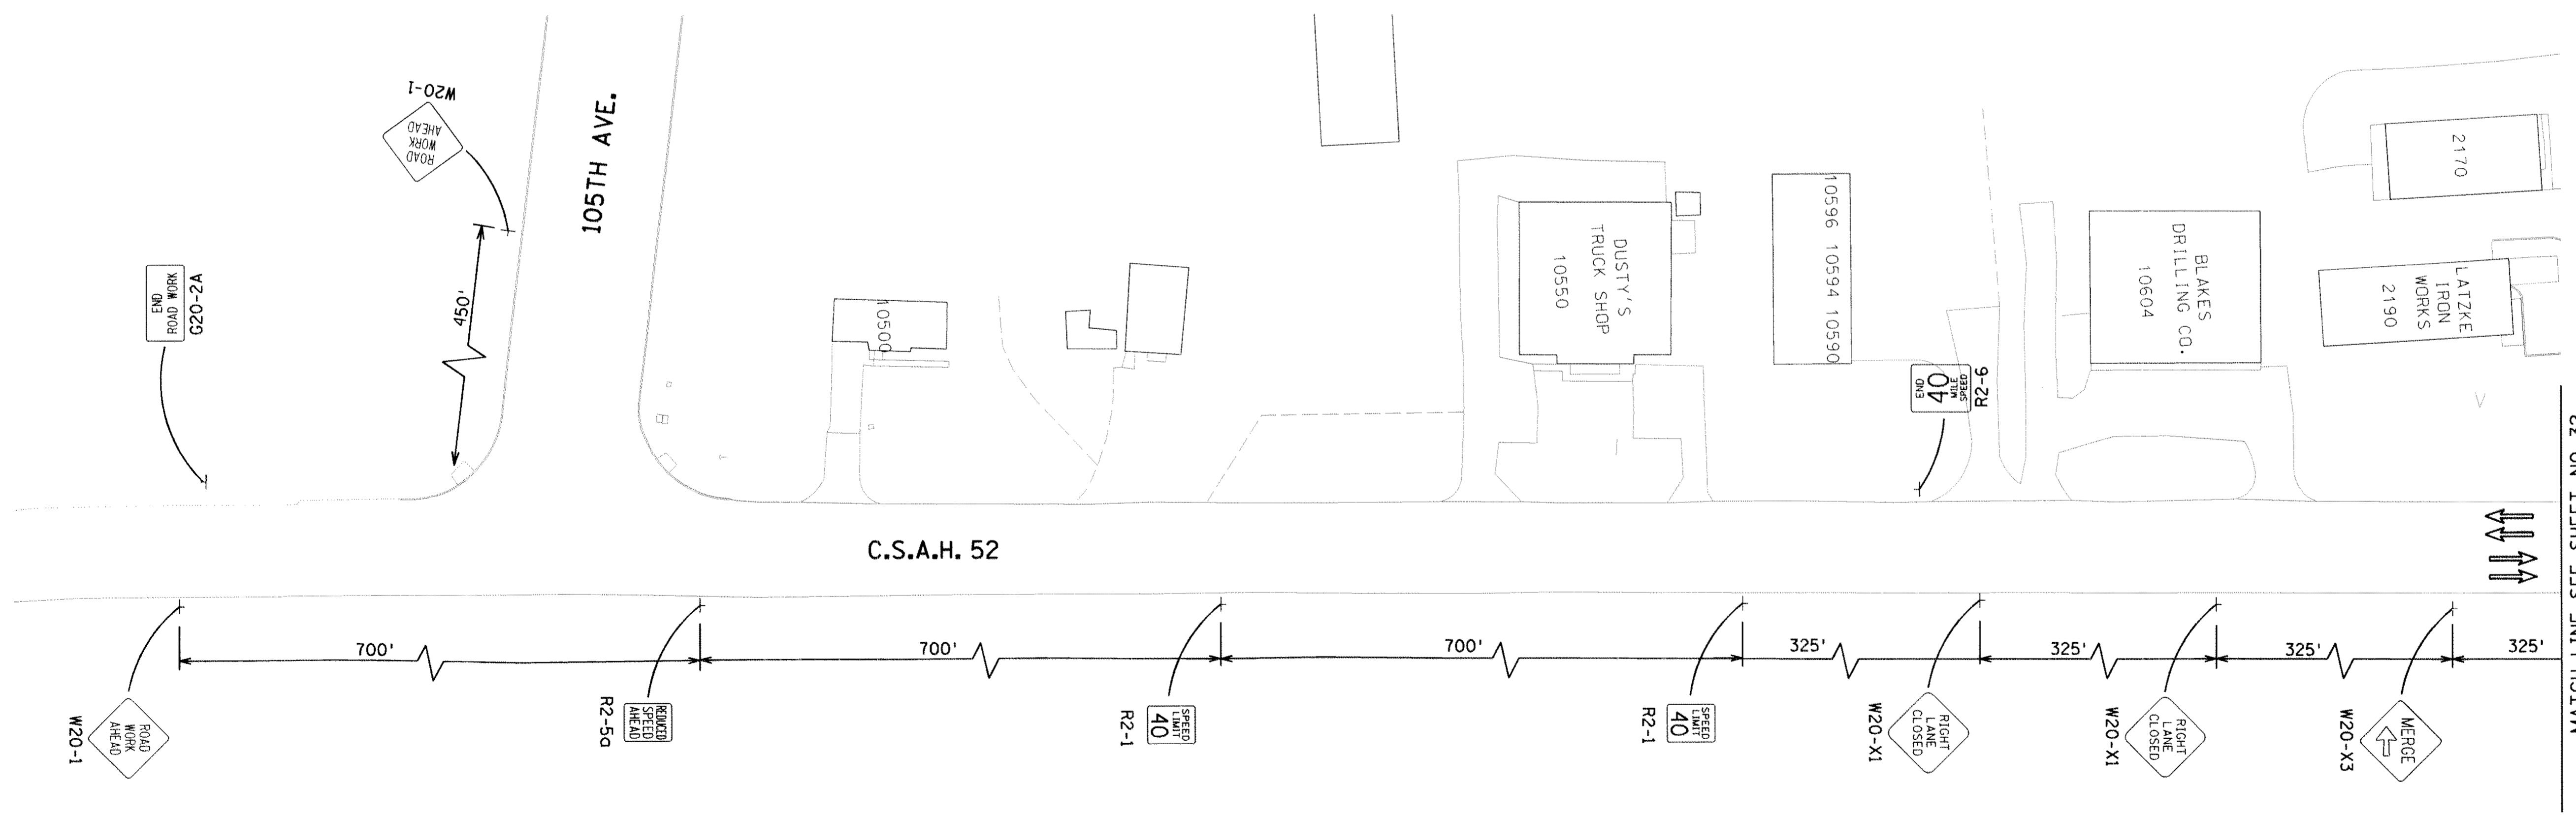 W20-1
ROAD
WORK
AHEAD
105TH AVE.
450'
END
ROAD WORK
G20-2A
10500
DUSTY'S
TRUCK SHOP
10550
10596 10594 10590
END
40
MILE
SPEED
R2-6
BLAKES
DRILLING CO.
10604
2170
LATZKE
IRON
WORKS
2190
C.S.A.H. 52
700'
700'
700'
325'
325'
325'
325'
ROAD
WORK
AHEAD
W20-1
REDUCED
SPEED
AHEAD
R2-5a
SPEED
LIMIT
40
R2-1
SPEED
LIMIT
40
R2-1
RIGHT
LANE
CLOSED
W20-X1
RIGHT
LANE
CLOSED
W20-X1
MERGE
W20-X3